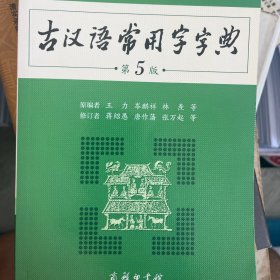 古汉语常用字字典
第5版
原编者 王力 岑麒祥 林焘 等
修订者 蒋绍愚 唐作藩 张万起 等
商务印书馆